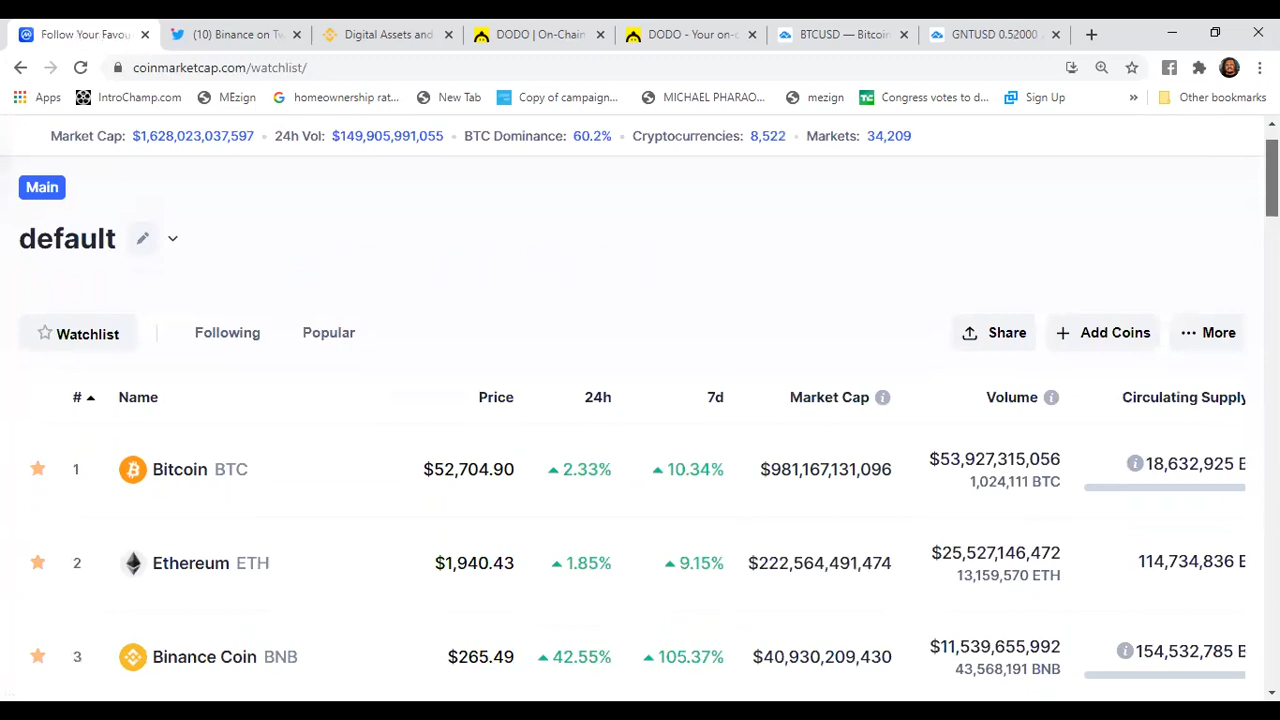 Follow Your Favou
(10) Binance on Tw
Digital Assets and
DODO | On-Chain
DODO - Your on-c
BTCUSD — Bitcoin
GNTUSD 0.52000
coinmarketcap.com/watchlist/
Apps
IntroChamp.com
MEzign
homeownership rat...
New Tab
Copy of campaign...
MICHAEL PHARAO...
mezign
TC Congress votes to d...
Sign Up
»
Other bookmarks
Market Cap: $1,628,023,037,597 • 24h Vol: $149,905,991,055 • BTC Dominance: 60.2% • Cryptocurrencies: 8,522 • Markets: 34,209
Main
default
Watchlist Following Popular Share + Add Coins ••• More
# Name Price 24h 7d Market Cap Volume Circulating Supply
1 Bitcoin BTC $52,704.90 2.33% 10.34% $981,167,131,096 $53,927,315,056 18,632,925 B
1,024,111 BTC
2 Ethereum ETH $1,940.43 1.85% 9.15% $222,564,491,474 $25,527,146,472 114,734,836 E
13,159,570 ETH
3 Binance Coin BNB $265.49 42.55% 105.37% $40,930,209,430 $11,539,655,992 154,532,785 B
43,568,191 BNB